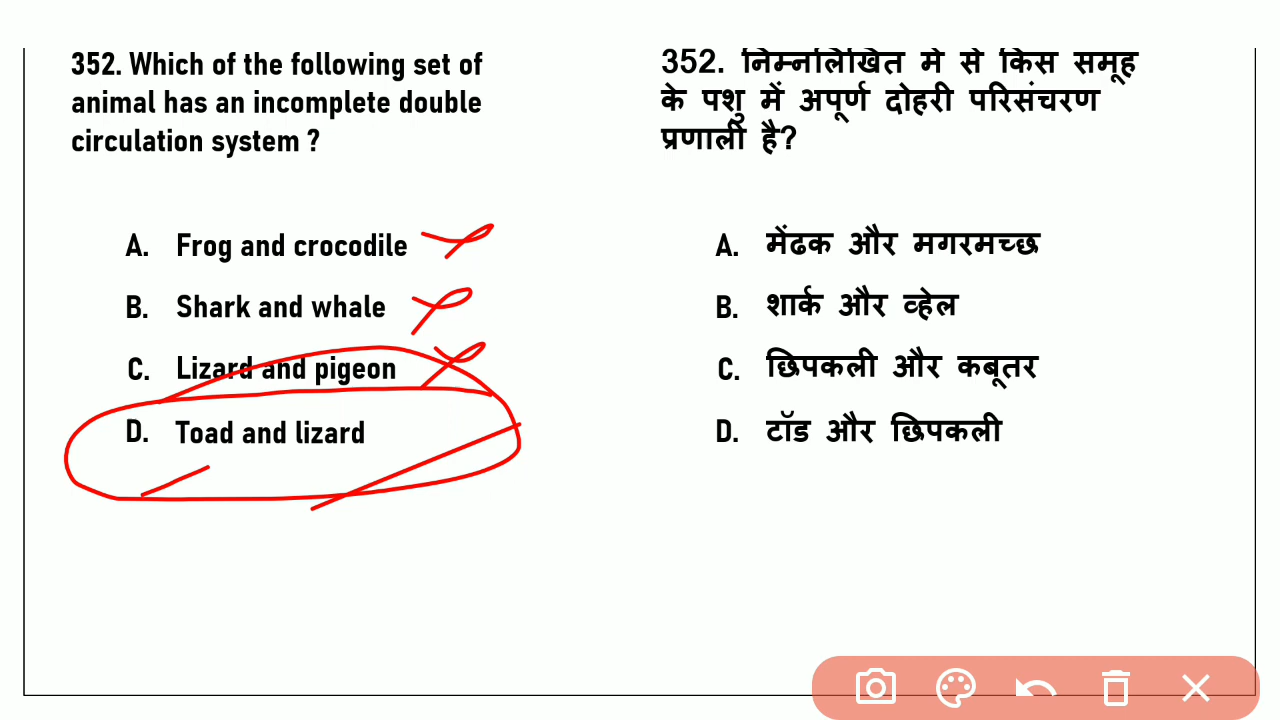 352. Which of the following set of
animal has an incomplete double
circulation system ?
A. Frog and crocodile
B. Shark and whale
C. Lizard and pigeon
D. Toad and lizard
352. निम्नलिखित में से किस समूह
के पशु में अपूर्ण दोहरी परिसंचरण
प्रणाली है?
A. मेंढक और मगरमच्छ
B. शार्क और व्हेल
C. छिपकली और कबूतर
D. टॉड और छिपकली